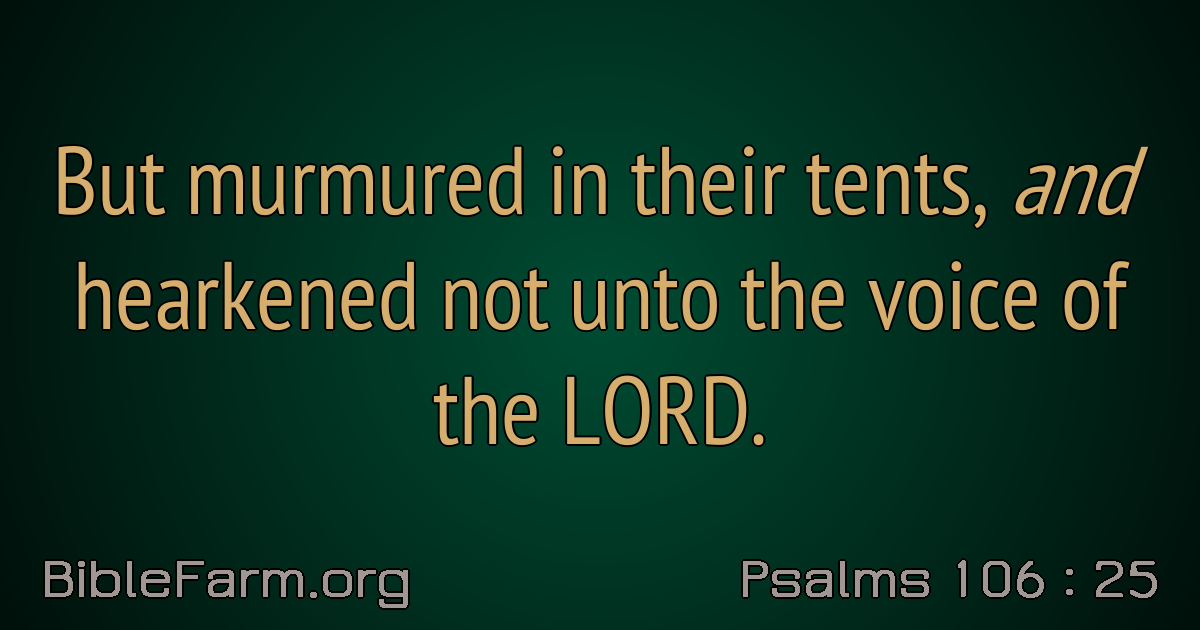 But murmured in their tents, and
hearkened not unto the voice of
the LORD.
BibleFarm.org
Psalms 106 : 25